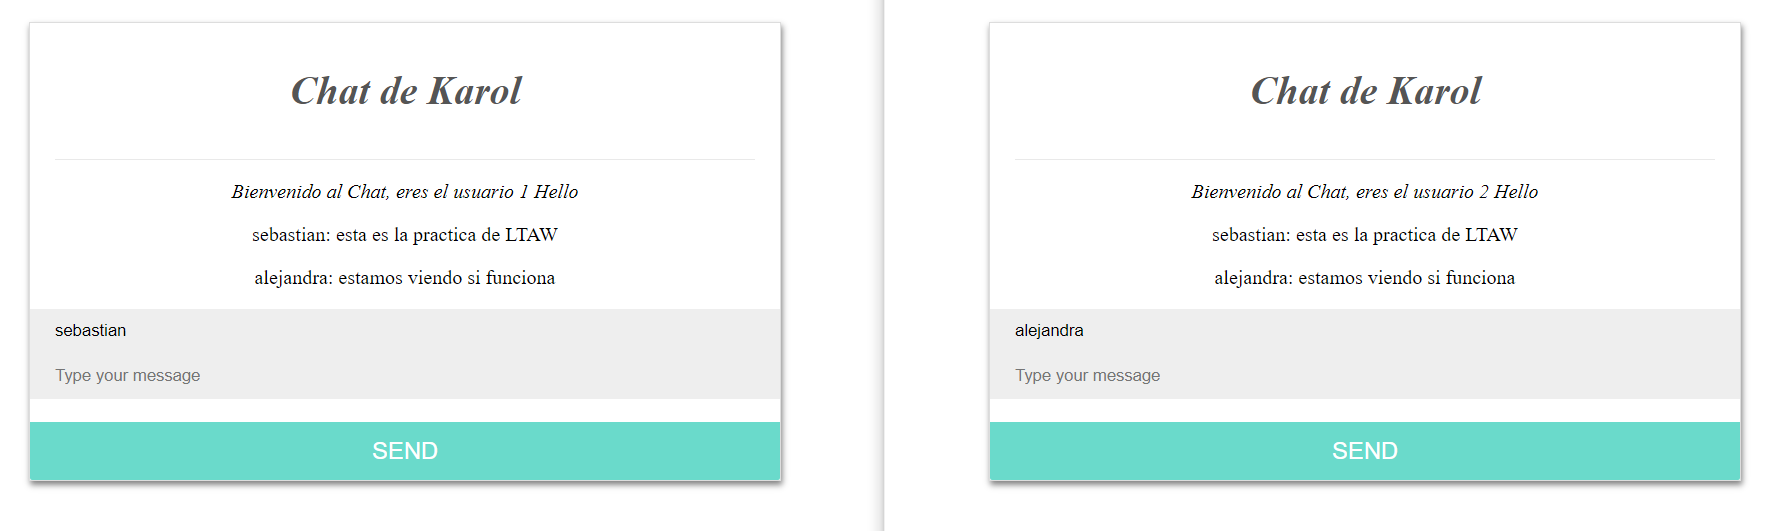 Chat de Karol
Bienvenido al Chat, eres el usuario 1 Hello
sebastian: esta es la practica de LTAW
alejandra: estamos viendo si funciona
sebastian
Type your message
SEND
Chat de Karol
Bienvenido al Chat, eres el usuario 2 Hello
sebastian: esta es la practica de LTAW
alejandra: estamos viendo si funciona
alejandra
Type your message
SEND